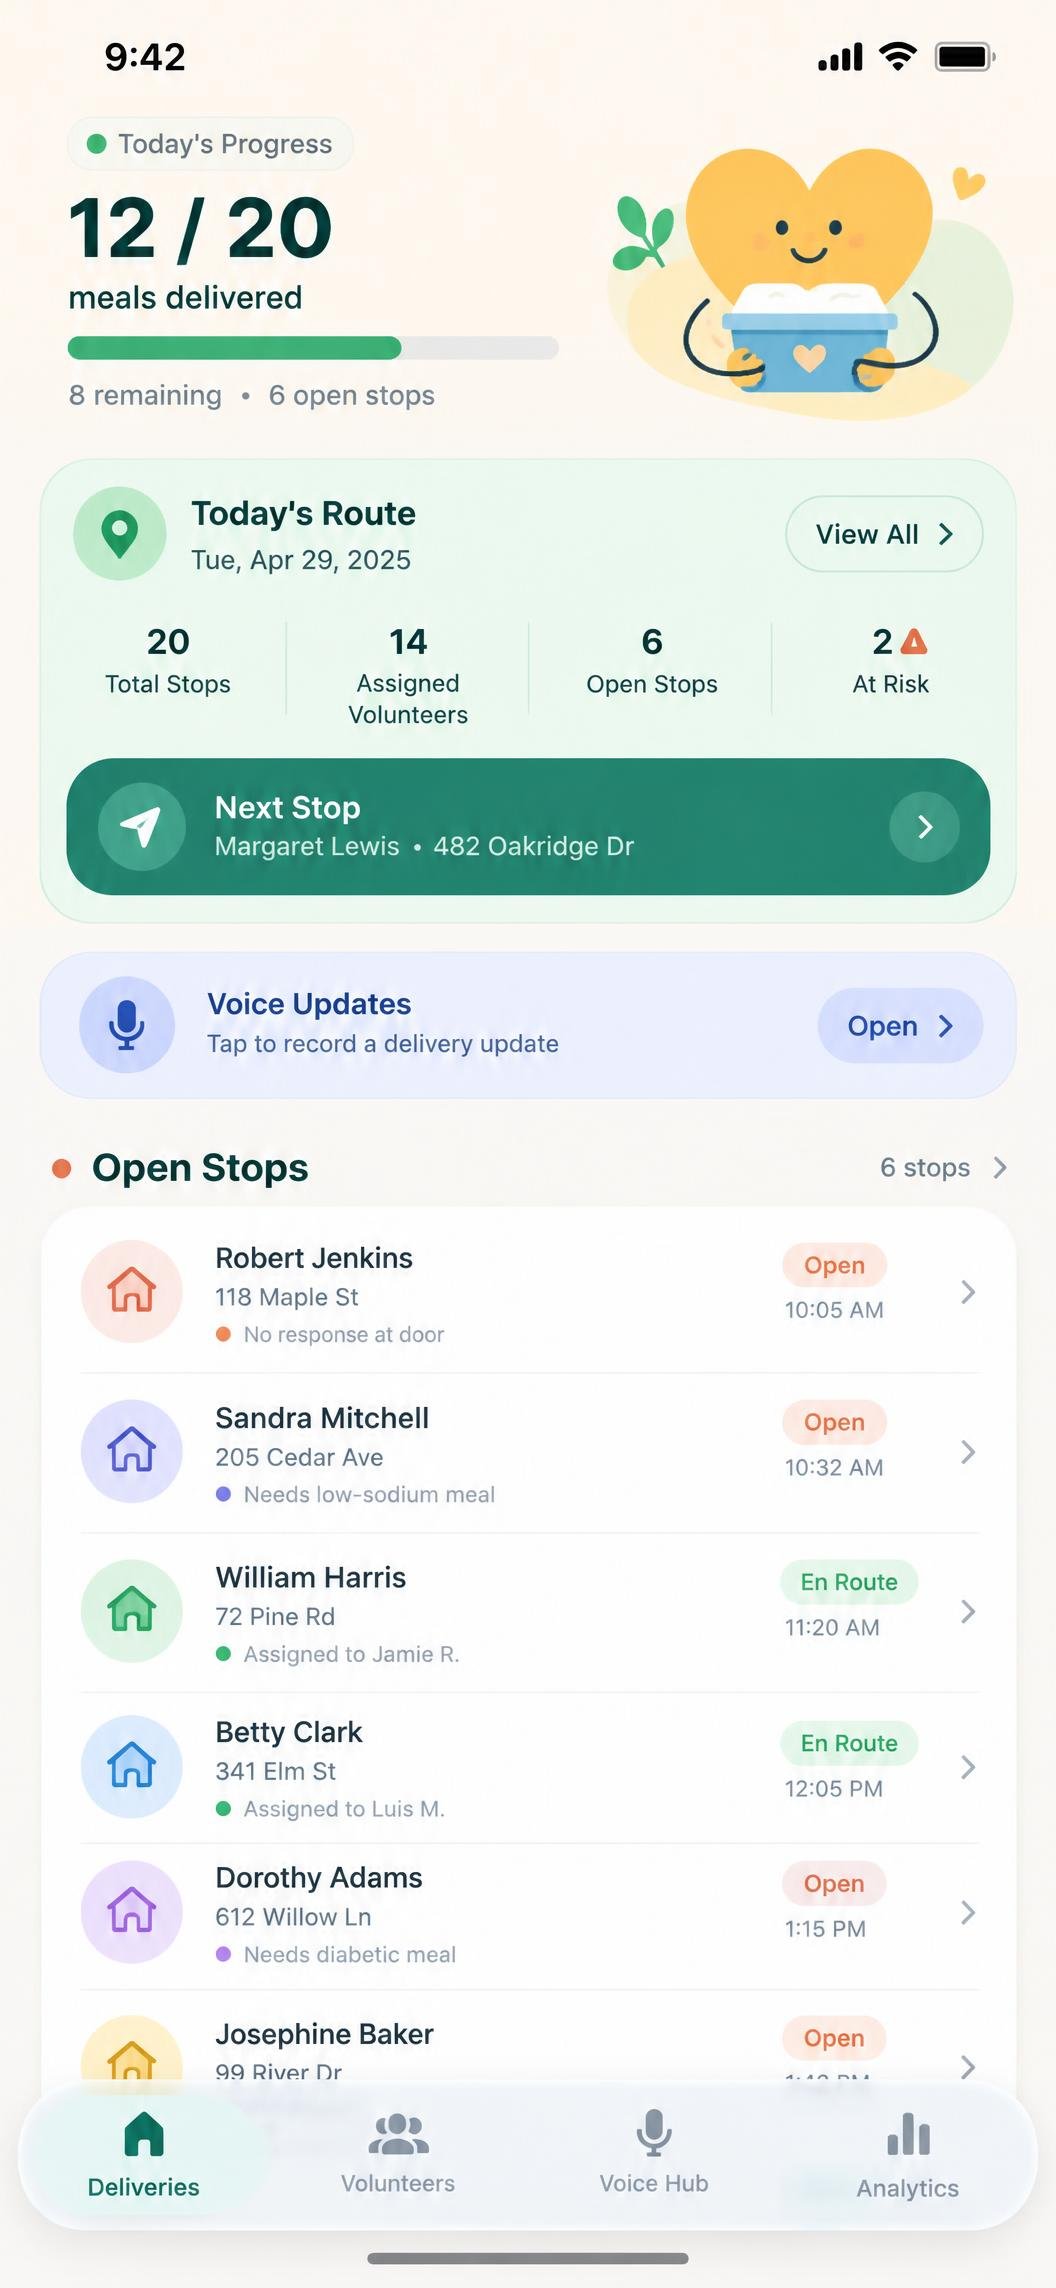 9:42
Today's Progress
12 / 20
meals delivered
8 remaining • 6 open stops
Today's Route
Tue, Apr 29, 2025
View All
20
Total Stops
14
Assigned
Volunteers
6
Open Stops
2
At Risk
Next Stop
Margaret Lewis • 482 Oakridge Dr
Voice Updates
Tap to record a delivery update
Open
Open Stops
6 stops
Robert Jenkins
118 Maple St
No response at door
Open
10:05 AM
Sandra Mitchell
205 Cedar Ave
Needs low-sodium meal
Open
10:32 AM
William Harris
72 Pine Rd
Assigned to Jamie R.
En Route
11:20 AM
Betty Clark
341 Elm St
Assigned to Luis M.
En Route
12:05 PM
Dorothy Adams
612 Willow Ln
Needs diabetic meal
Open
1:15 PM
Josephine Baker
99 River Dr
Open
Deliveries
Volunteers
Voice Hub
Analytics